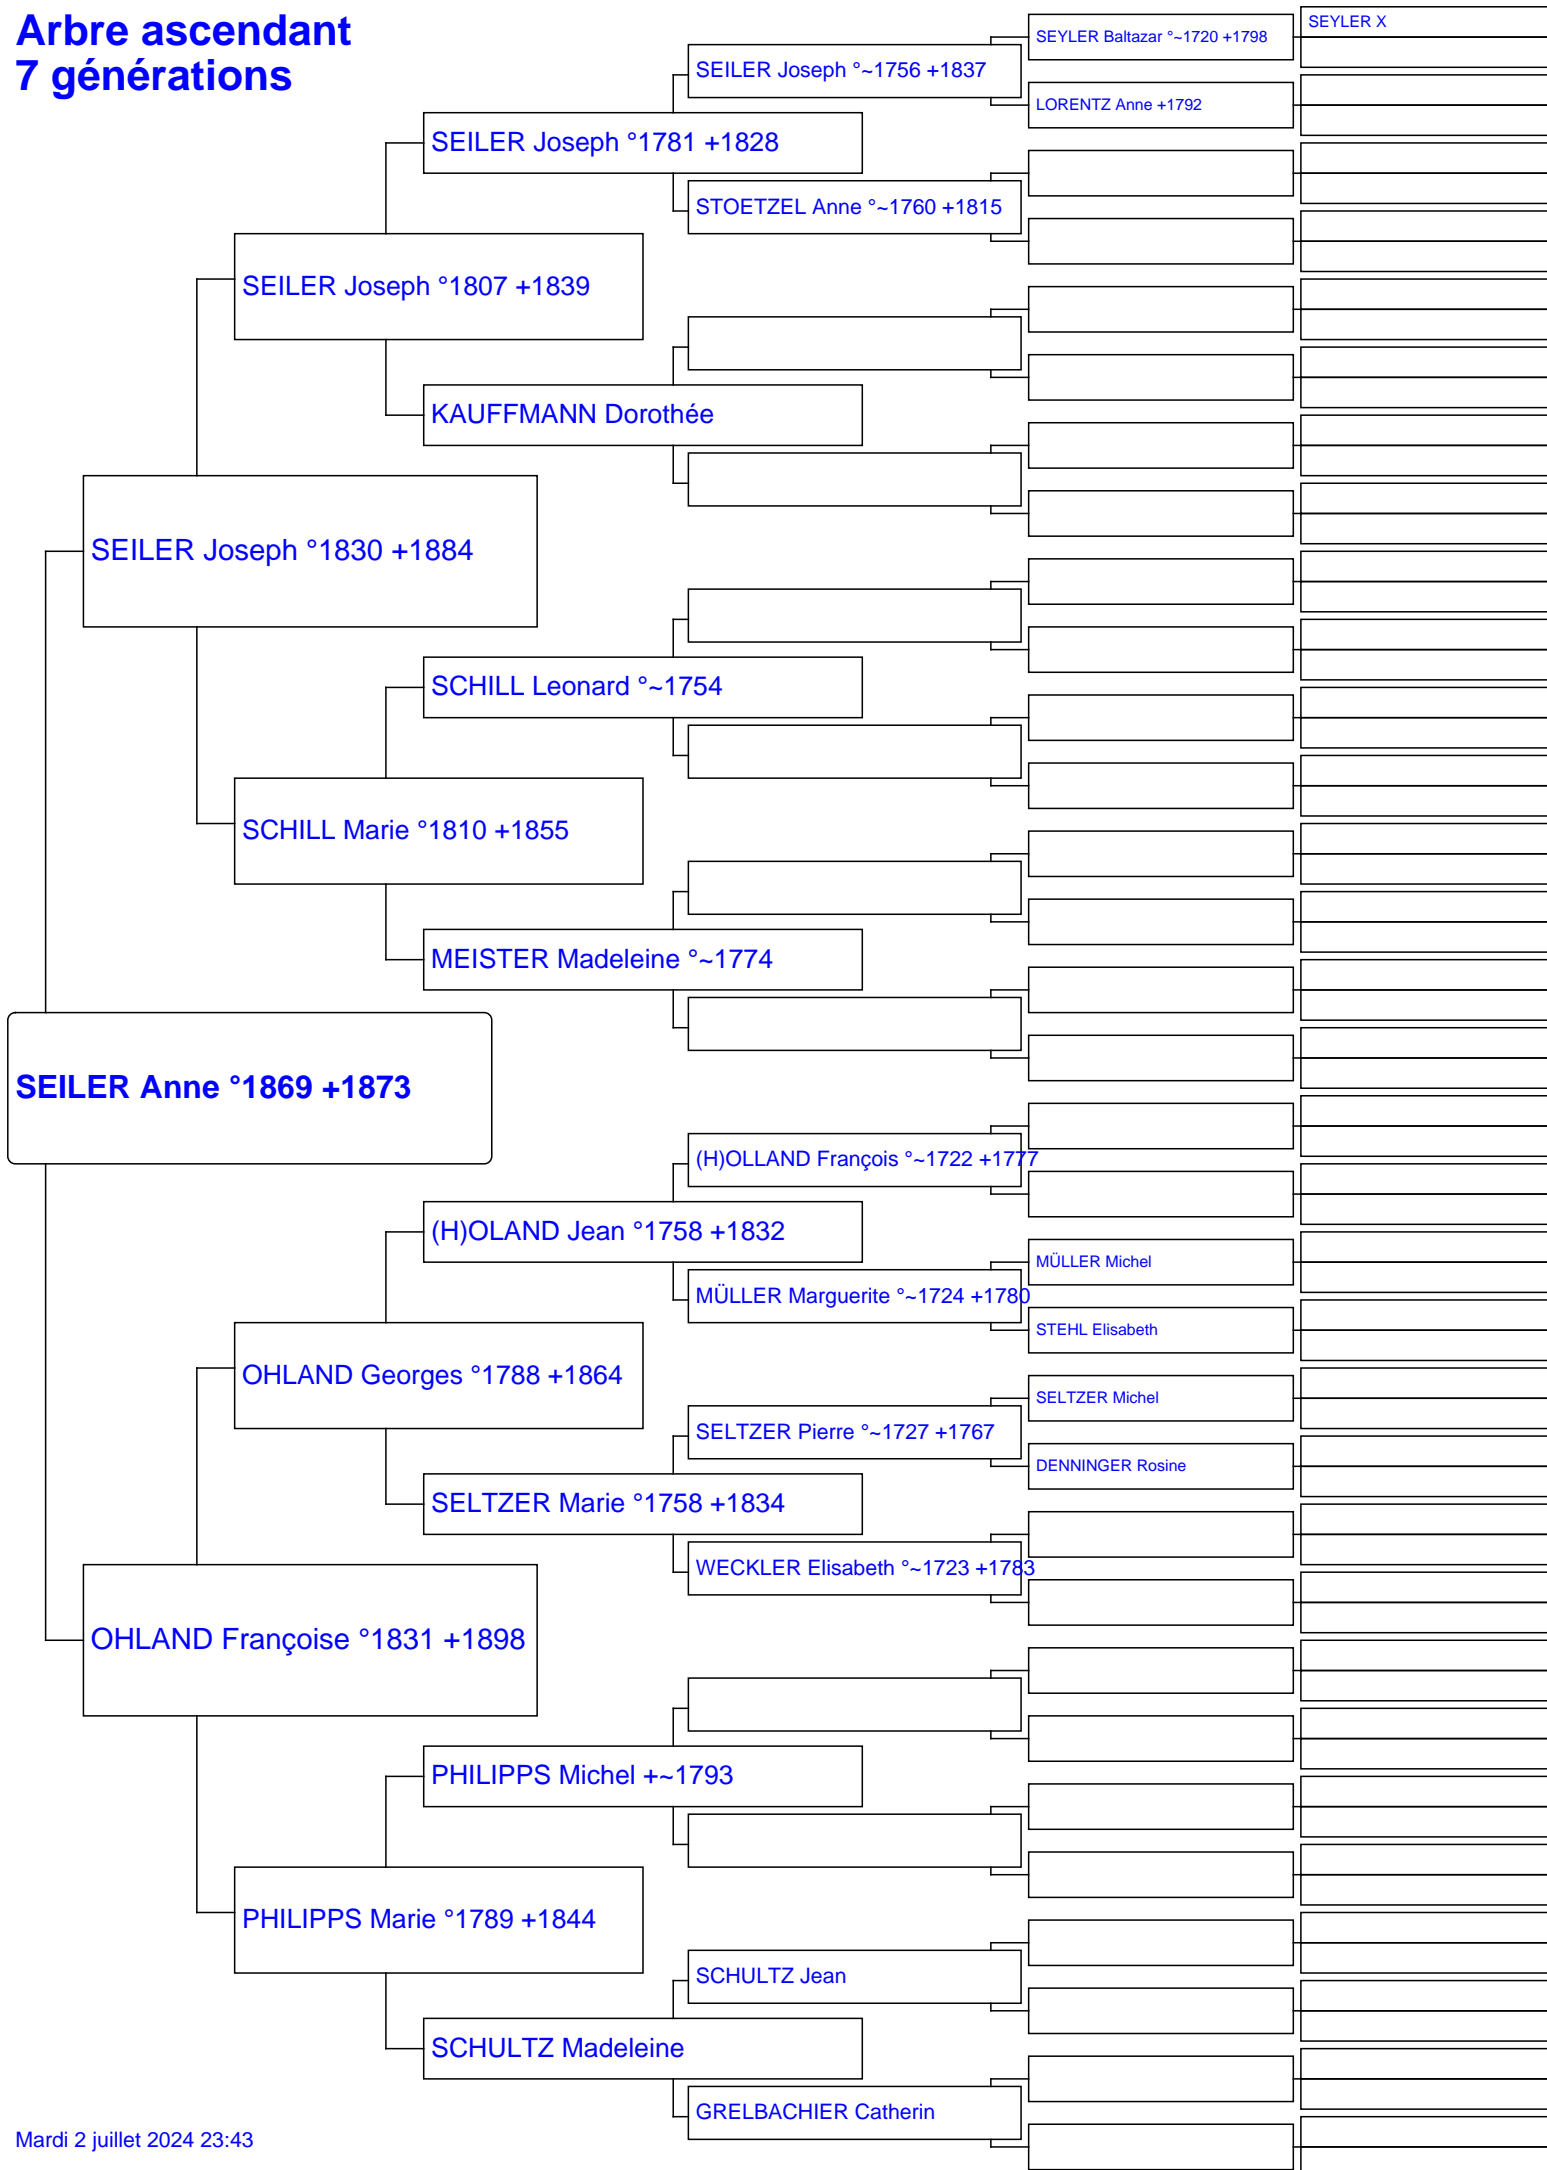 Arbre ascendant
7 générations
SEYLER X
SEYLER Baltazar °~1720 +1798
SEILER Joseph °~1756 +1837
LORENTZ Anne +1792
SEILER Joseph °1781 +1828
STOETZEL Anne °~1760 +1815
SEILER Joseph °1807 +1839
KAUFFMANN Dorothée
SEILER Joseph °1830 +1884
SCHILL Leonard °~1754
SCHILL Marie °1810 +1855
MEISTER Madeleine °~1774
SEILER Anne °1869 +1873
(H)OLLAND François °~1722 +1777
(H)OLAND Jean °1758 +1832
MÜLLER Michel
MÜLLER Marguerite °~1724 +1780
STEHL Elisabeth
OHLAND Georges °1788 +1864
SELTZER Michel
SELTZER Pierre °~1727 +1767
DENNINGER Rosine
SELTZER Marie °1758 +1834
WECKLER Elisabeth °~1723 +1783
OHLAND Françoise °1831 +1898
PHILIPPS Michel +~1793
PHILIPPS Marie °1789 +1844
SCHULTZ Jean
SCHULTZ Madeleine
GRELBACHIER Catherin
Mardi 2 juillet 2024 23:43